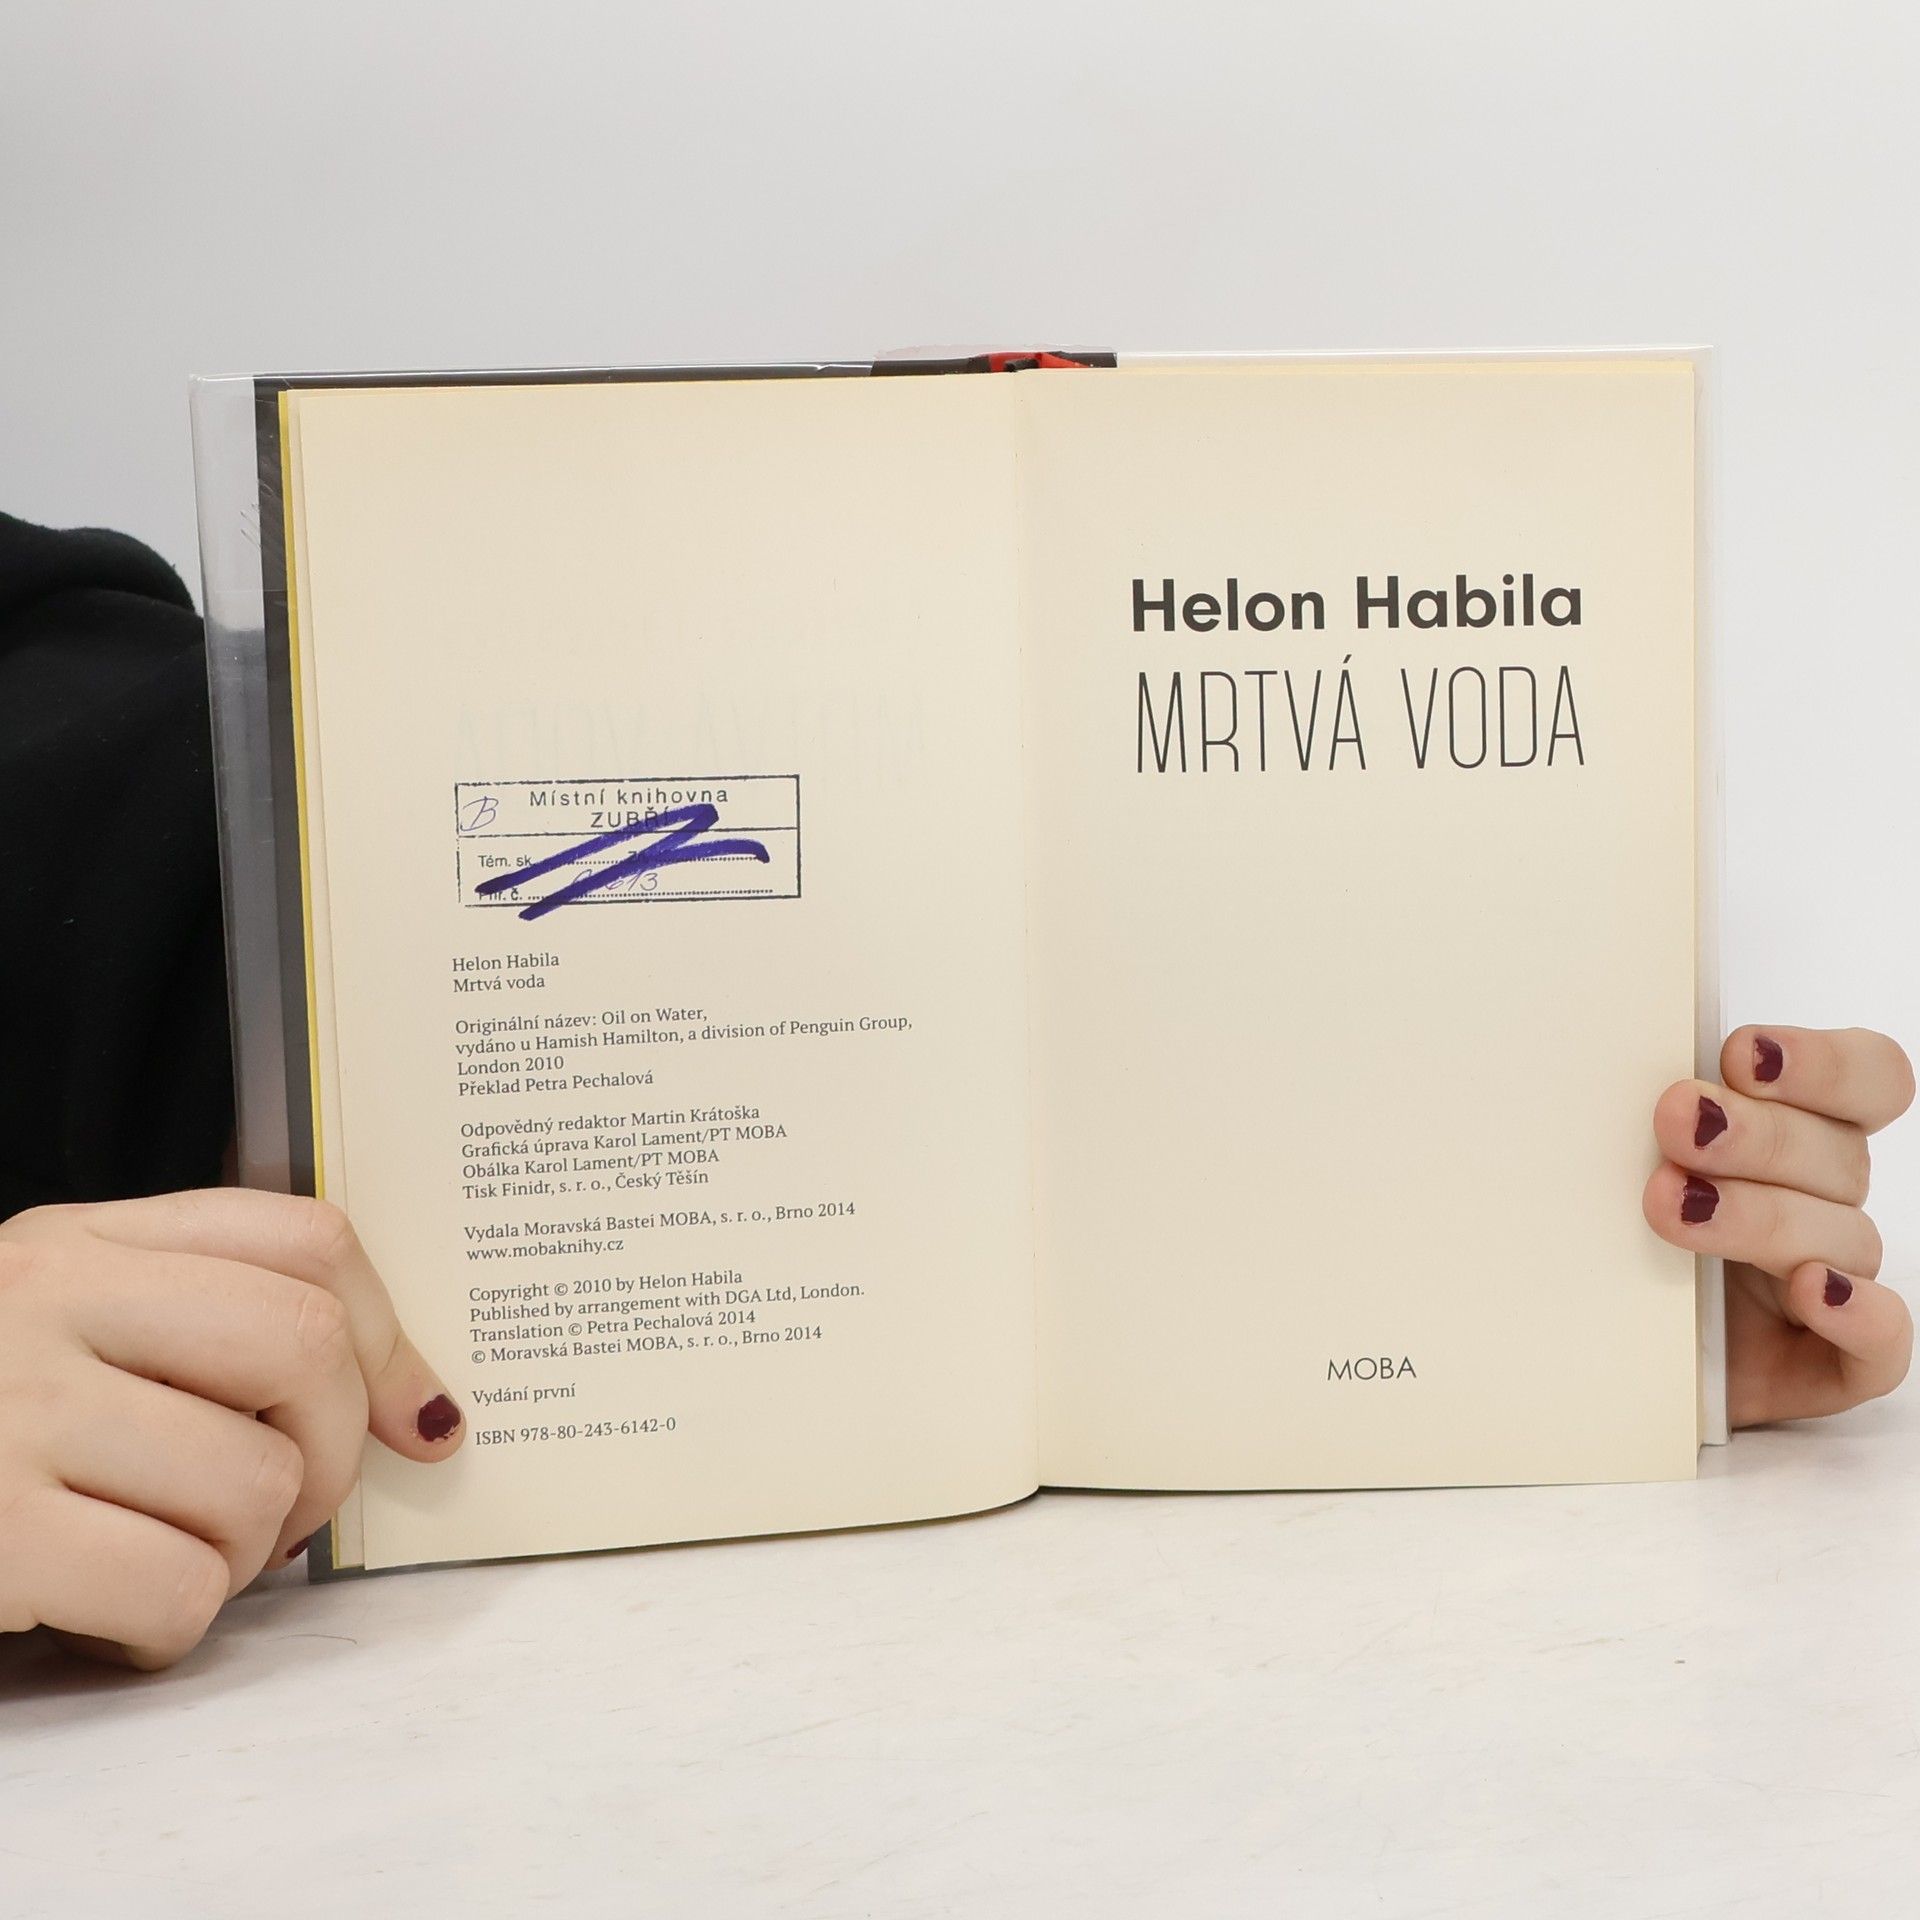 B
Místní knihovna
ZUBŘÍ
Tém. sk.
Přír. č.
Helon Habila
Mrtvá voda
Originální název: Oil on Water,
vydáno u Hamish Hamilton, a division of Penguin Group,
London 2010
Překlad Petra Pechalová
Odpovědný redaktor Martin Krátoška
Grafická úprava Karol Lament/PT MOBA
Obálka Karol Lament/PT MOBA
Tisk Finidr, s. r. o., Český Těšín
Vydala Moravská Bastei MOBA, s. r. o., Brno 2014
www.mobaknihy.cz
Copyright © 2010 by Helon Habila
Published by arrangement with DGA Ltd, London.
Translation © Petra Pechalová 2014
© Moravská Bastei MOBA, s. r. o., Brno 2014
Vydání první
ISBN 978-80-243-6142-0
Helon Habila
MRTVÁ VODA
MOBA